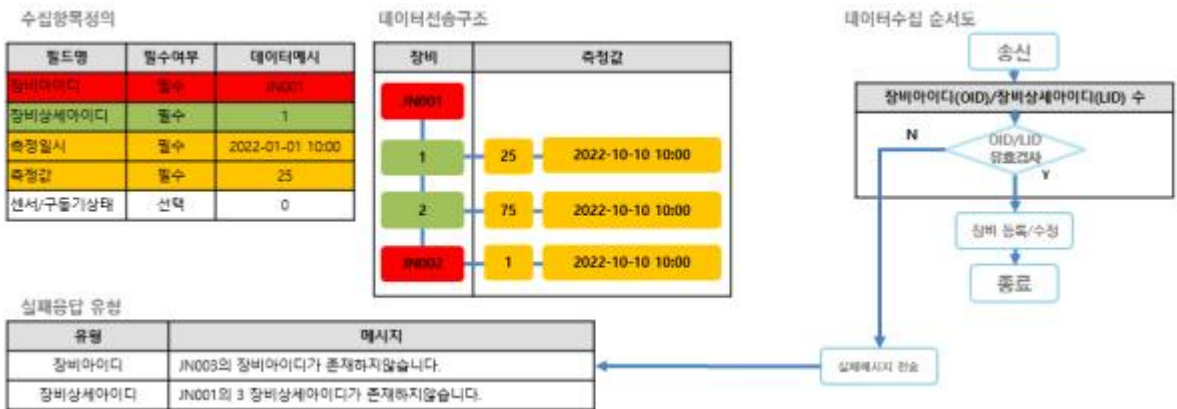 수집항목정의
필드명 필수여부 데이터예시
장비아이디 필수 JN001
장비상세아이디 필수 1
측정일시 필수 2022-01-01 10:00
측정값 필수 25
센서/구동기상태 선택 0
데이터전송구조
장비 측정값
JN001
1 25 2022-10-10 10:00
2 75 2022-10-10 10:00
JN002 1 2022-10-10 10:00
데이터수집 순서도
송신
장비아이디(OID)/장비상세아이디(LID) 수
OID/LID
유효검사
N
Y
장비 등록/수정
종료
실패메시지 전송
실패응답 유형
유형 메시지
장비아이디 JN003의 장비아이디가 존재하지않습니다.
장비상세아이디 JN001의 3 장비상세아이디가 존재하지않습니다.